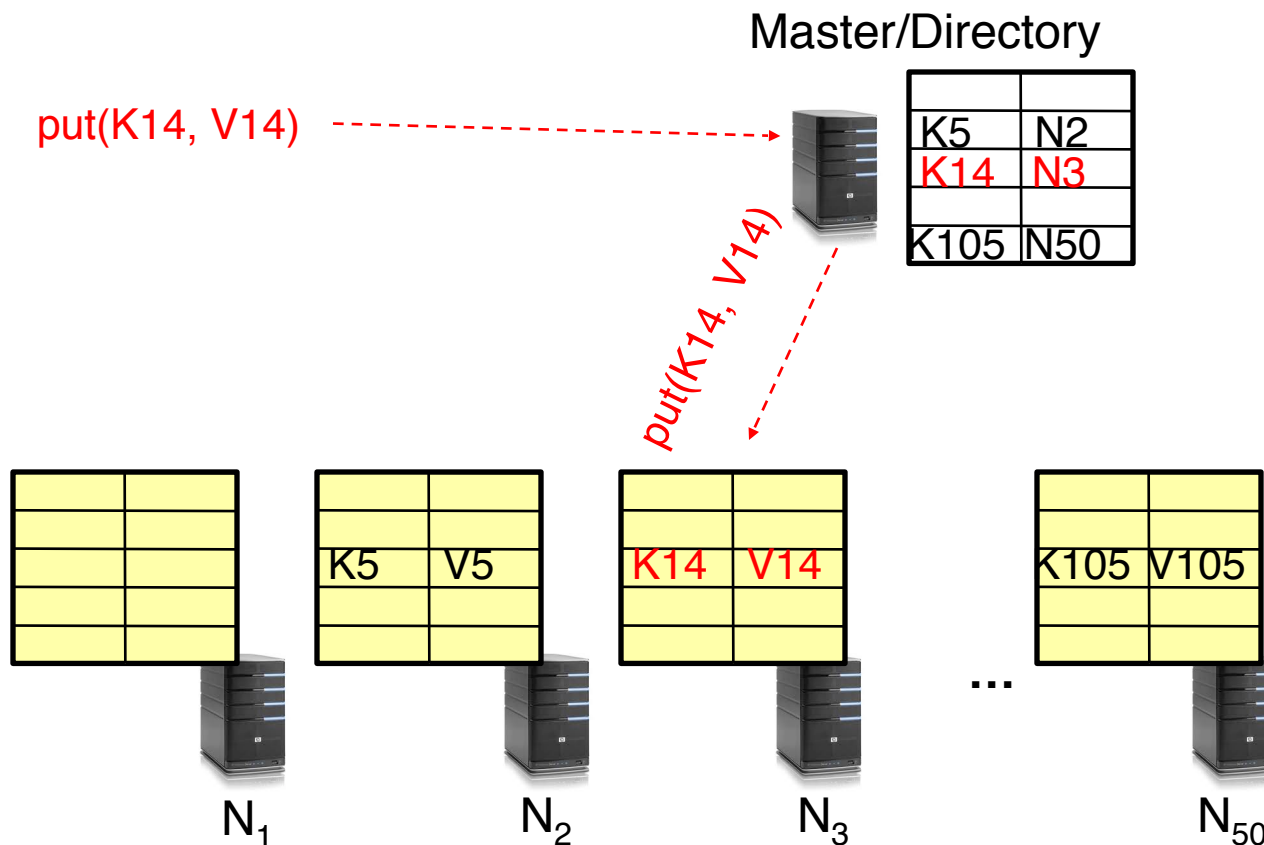 Master/Directory
put(K14, V14)
K5 N2
K14 N3
K105 N50
put(K14, V14)
K5 V5
K14 V14
K105 V105
...
N1
N2
N3
N50